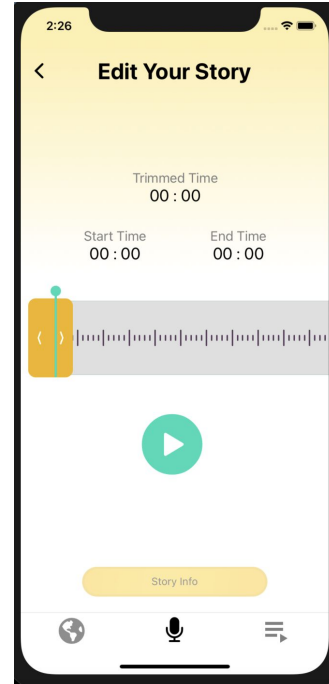 2:26
Edit Your Story
Trimmed Time
00 : 00
Start Time End Time
00 : 00 00 : 00
Story Info